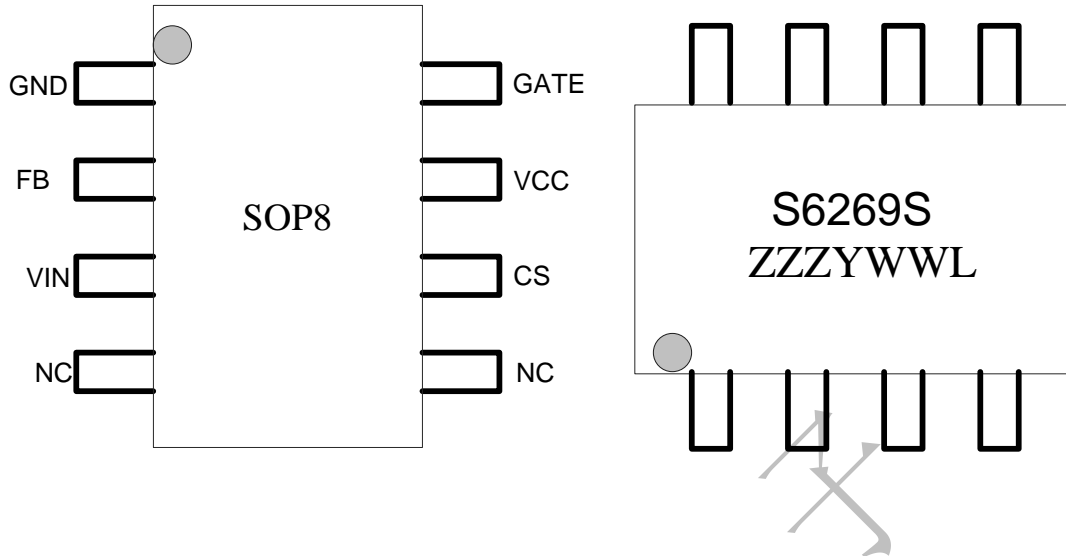 GND
GATE
FB
VCC
SOP8
VIN
CS
NC
NC
S6269S
ZZZYWWL